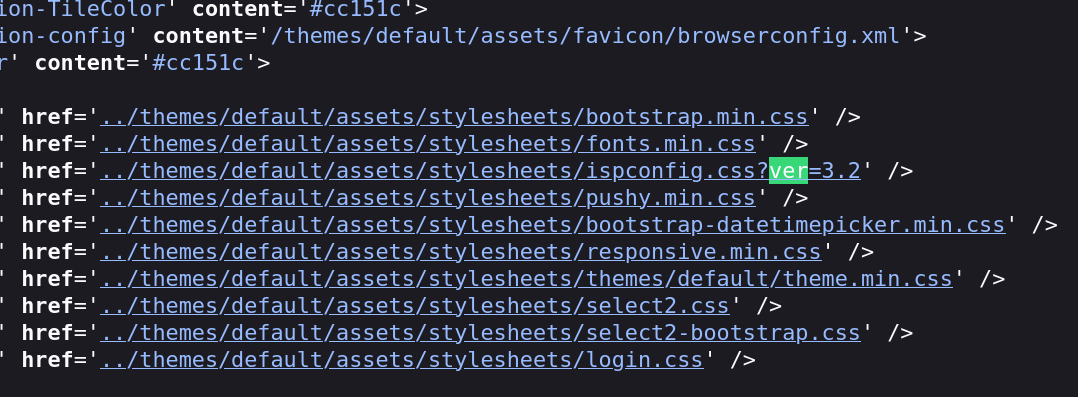 ion-TileColor' content='#cc151c'>
ion-config' content='/themes/default/assets/favicon/browserconfig.xml'>
r' content='#cc151c'>
' href='../themes/default/assets/stylesheets/bootstrap.min.css' />
' href='../themes/default/assets/stylesheets/fonts.min.css' />
' href='../themes/default/assets/stylesheets/ispconfig.css?ver=3.2' />
' href='../themes/default/assets/stylesheets/pushy.min.css' />
' href='../themes/default/assets/stylesheets/bootstrap-datetimepicker.min.css' />
' href='../themes/default/assets/stylesheets/responsive.min.css' />
' href='../themes/default/assets/stylesheets/themes/default/theme.min.css' />
' href='../themes/default/assets/stylesheets/select2.css' />
' href='../themes/default/assets/stylesheets/select2-bootstrap.css' />
' href='../themes/default/assets/stylesheets/login.css' />